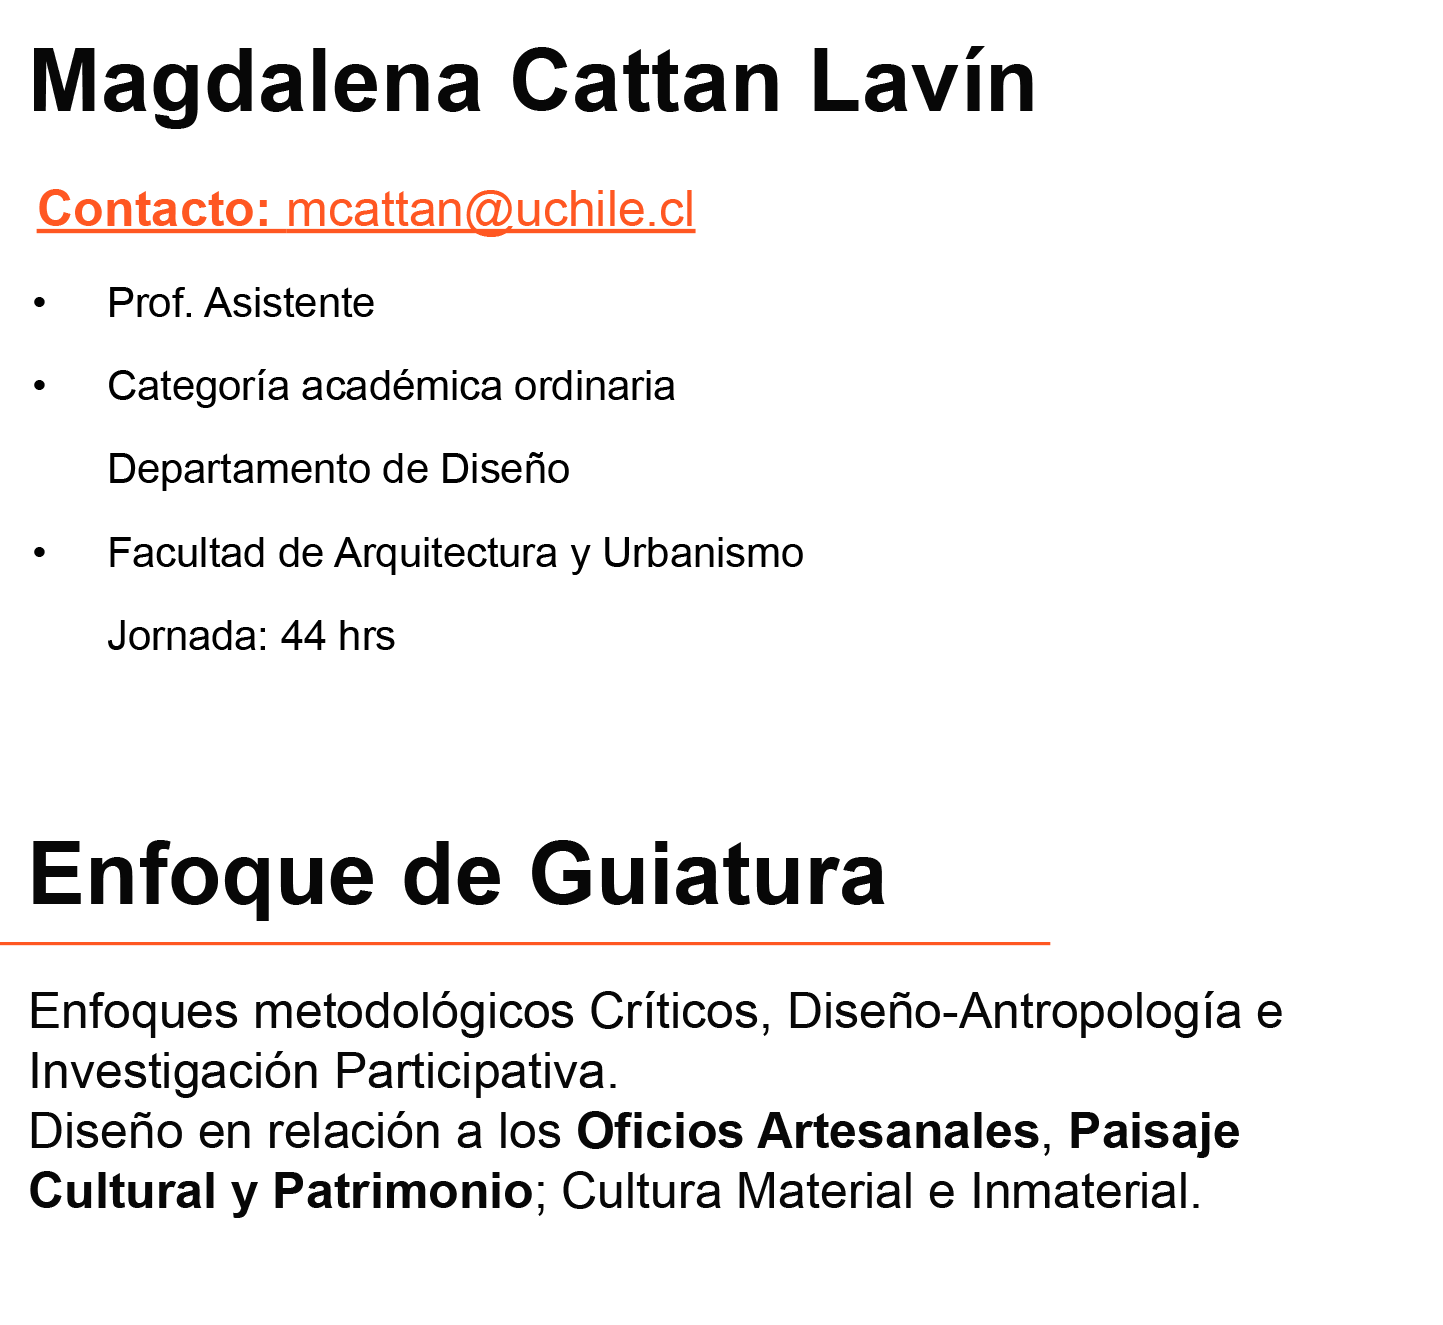 Magdalena Cattan Lavín
Contacto: mcattan@uchile.cl
• Prof. Asistente
• Categoría académica ordinaria
Departamento de Diseño
• Facultad de Arquitectura y Urbanismo
Jornada: 44 hrs
Enfoque de Guiatura
Enfoques metodológicos Críticos, Diseño-Antropología e
Investigación Participativa.
Diseño en relación a los Oficios Artesanales, Paisaje
Cultural y Patrimonio; Cultura Material e Inmaterial.